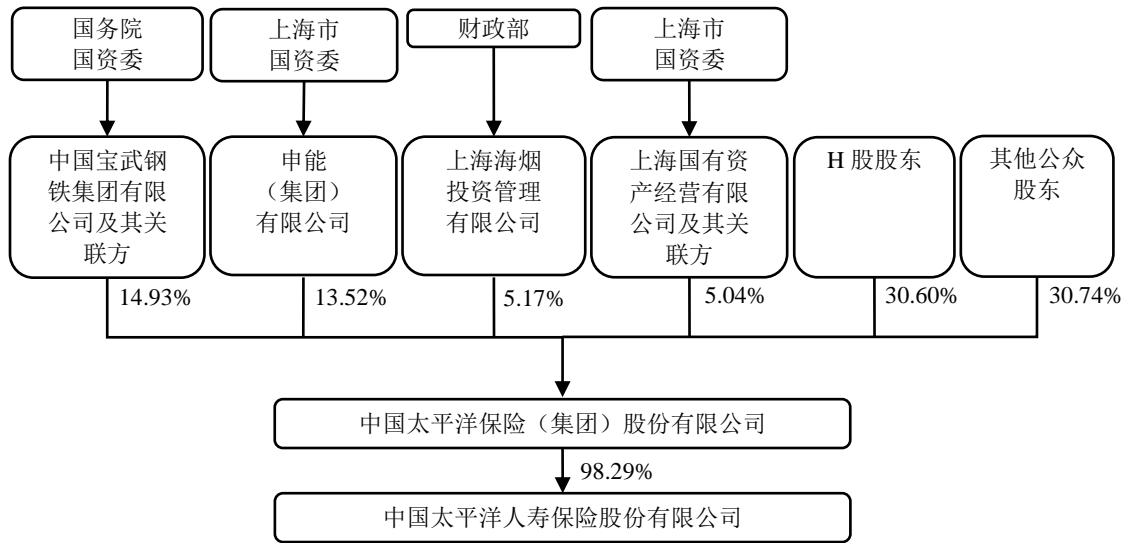 国务院
国资委
上海市
国资委
财政部
上海市
国资委
中国宝武钢
铁集团有限
公司及其关
联方
申能
（集团）
有限公司
上海海烟
投资管理
有限公司
上海国有资
产经营有限
公司及其关
联方
H 股股东
其他公众
股东
14.93%
13.52%
5.17%
5.04%
30.60%
30.74%
中国太平洋保险（集团）股份有限公司
98.29%
中国太平洋人寿保险股份有限公司